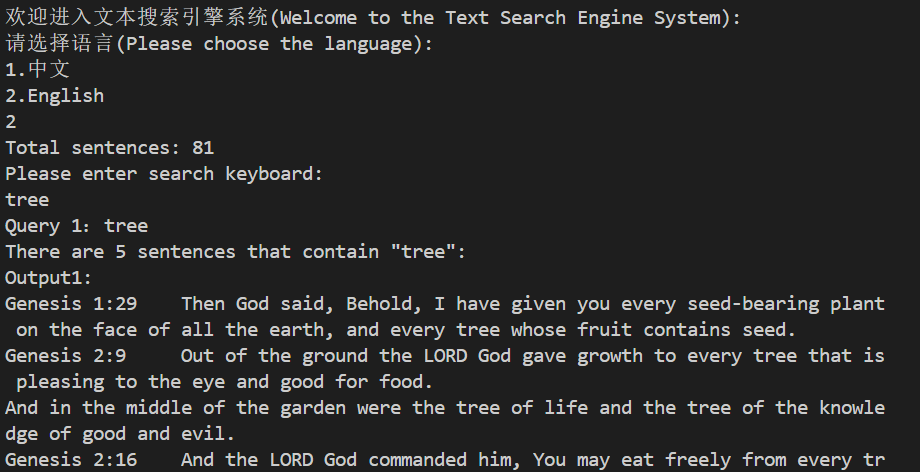 欢迎进入文本搜索引擎系统(Welcome to the Text Search Engine System):
请选择语言(Please choose the language):
1.中文
2.English
2
Total sentences: 81
Please enter search keyboard:
tree
Query 1: tree
There are 5 sentences that contain "tree":
Output1:
Genesis 1:29    Then God said, Behold, I have given you every seed-bearing plant
 on the face of all the earth, and every tree whose fruit contains seed.
Genesis 2:9     Out of the ground the LORD God gave growth to every tree that is
 pleasing to the eye and good for food.
And in the middle of the garden were the tree of life and the tree of the knowle
dge of good and evil.
Genesis 2:16    And the LORD God commanded him, You may eat freely from every tr